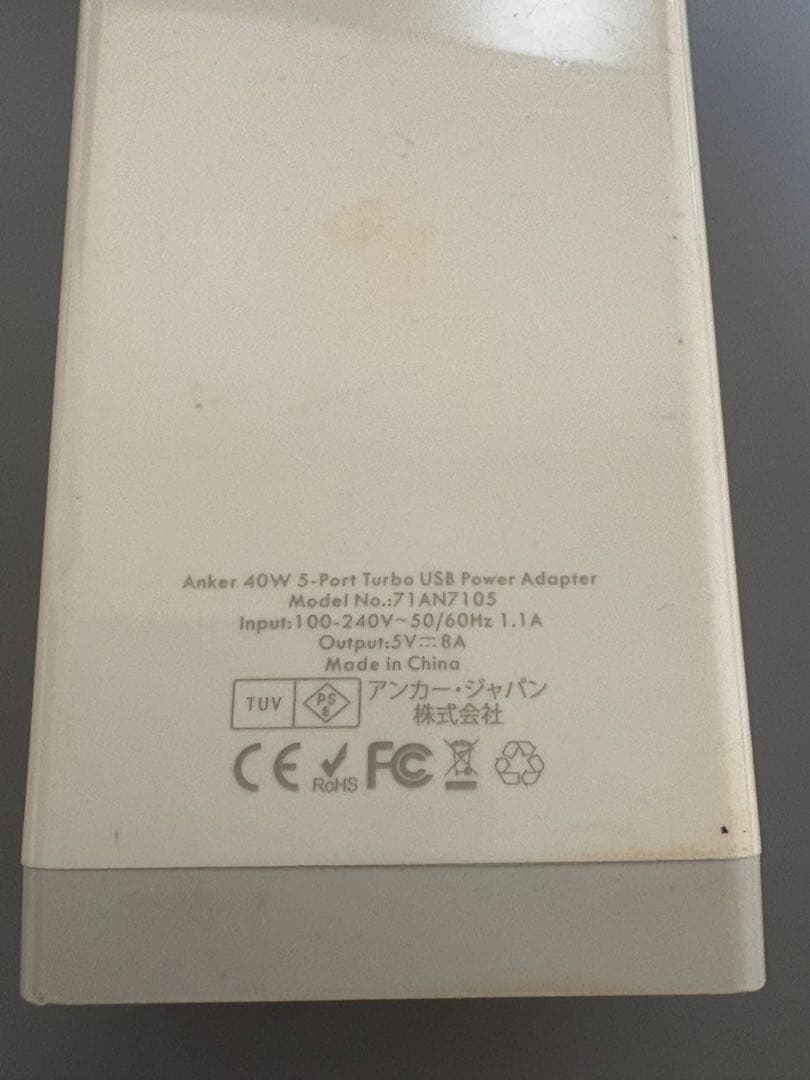 Anker 40W 5-Port Turbo USB Power Adapter
Model No.:71AN7105
Input:100-240V~50/60Hz 1.1A
Output:5V⎓8A
Made in China
TUV PS E アンカー・ジャパン
株式会社
CE RoHS FC